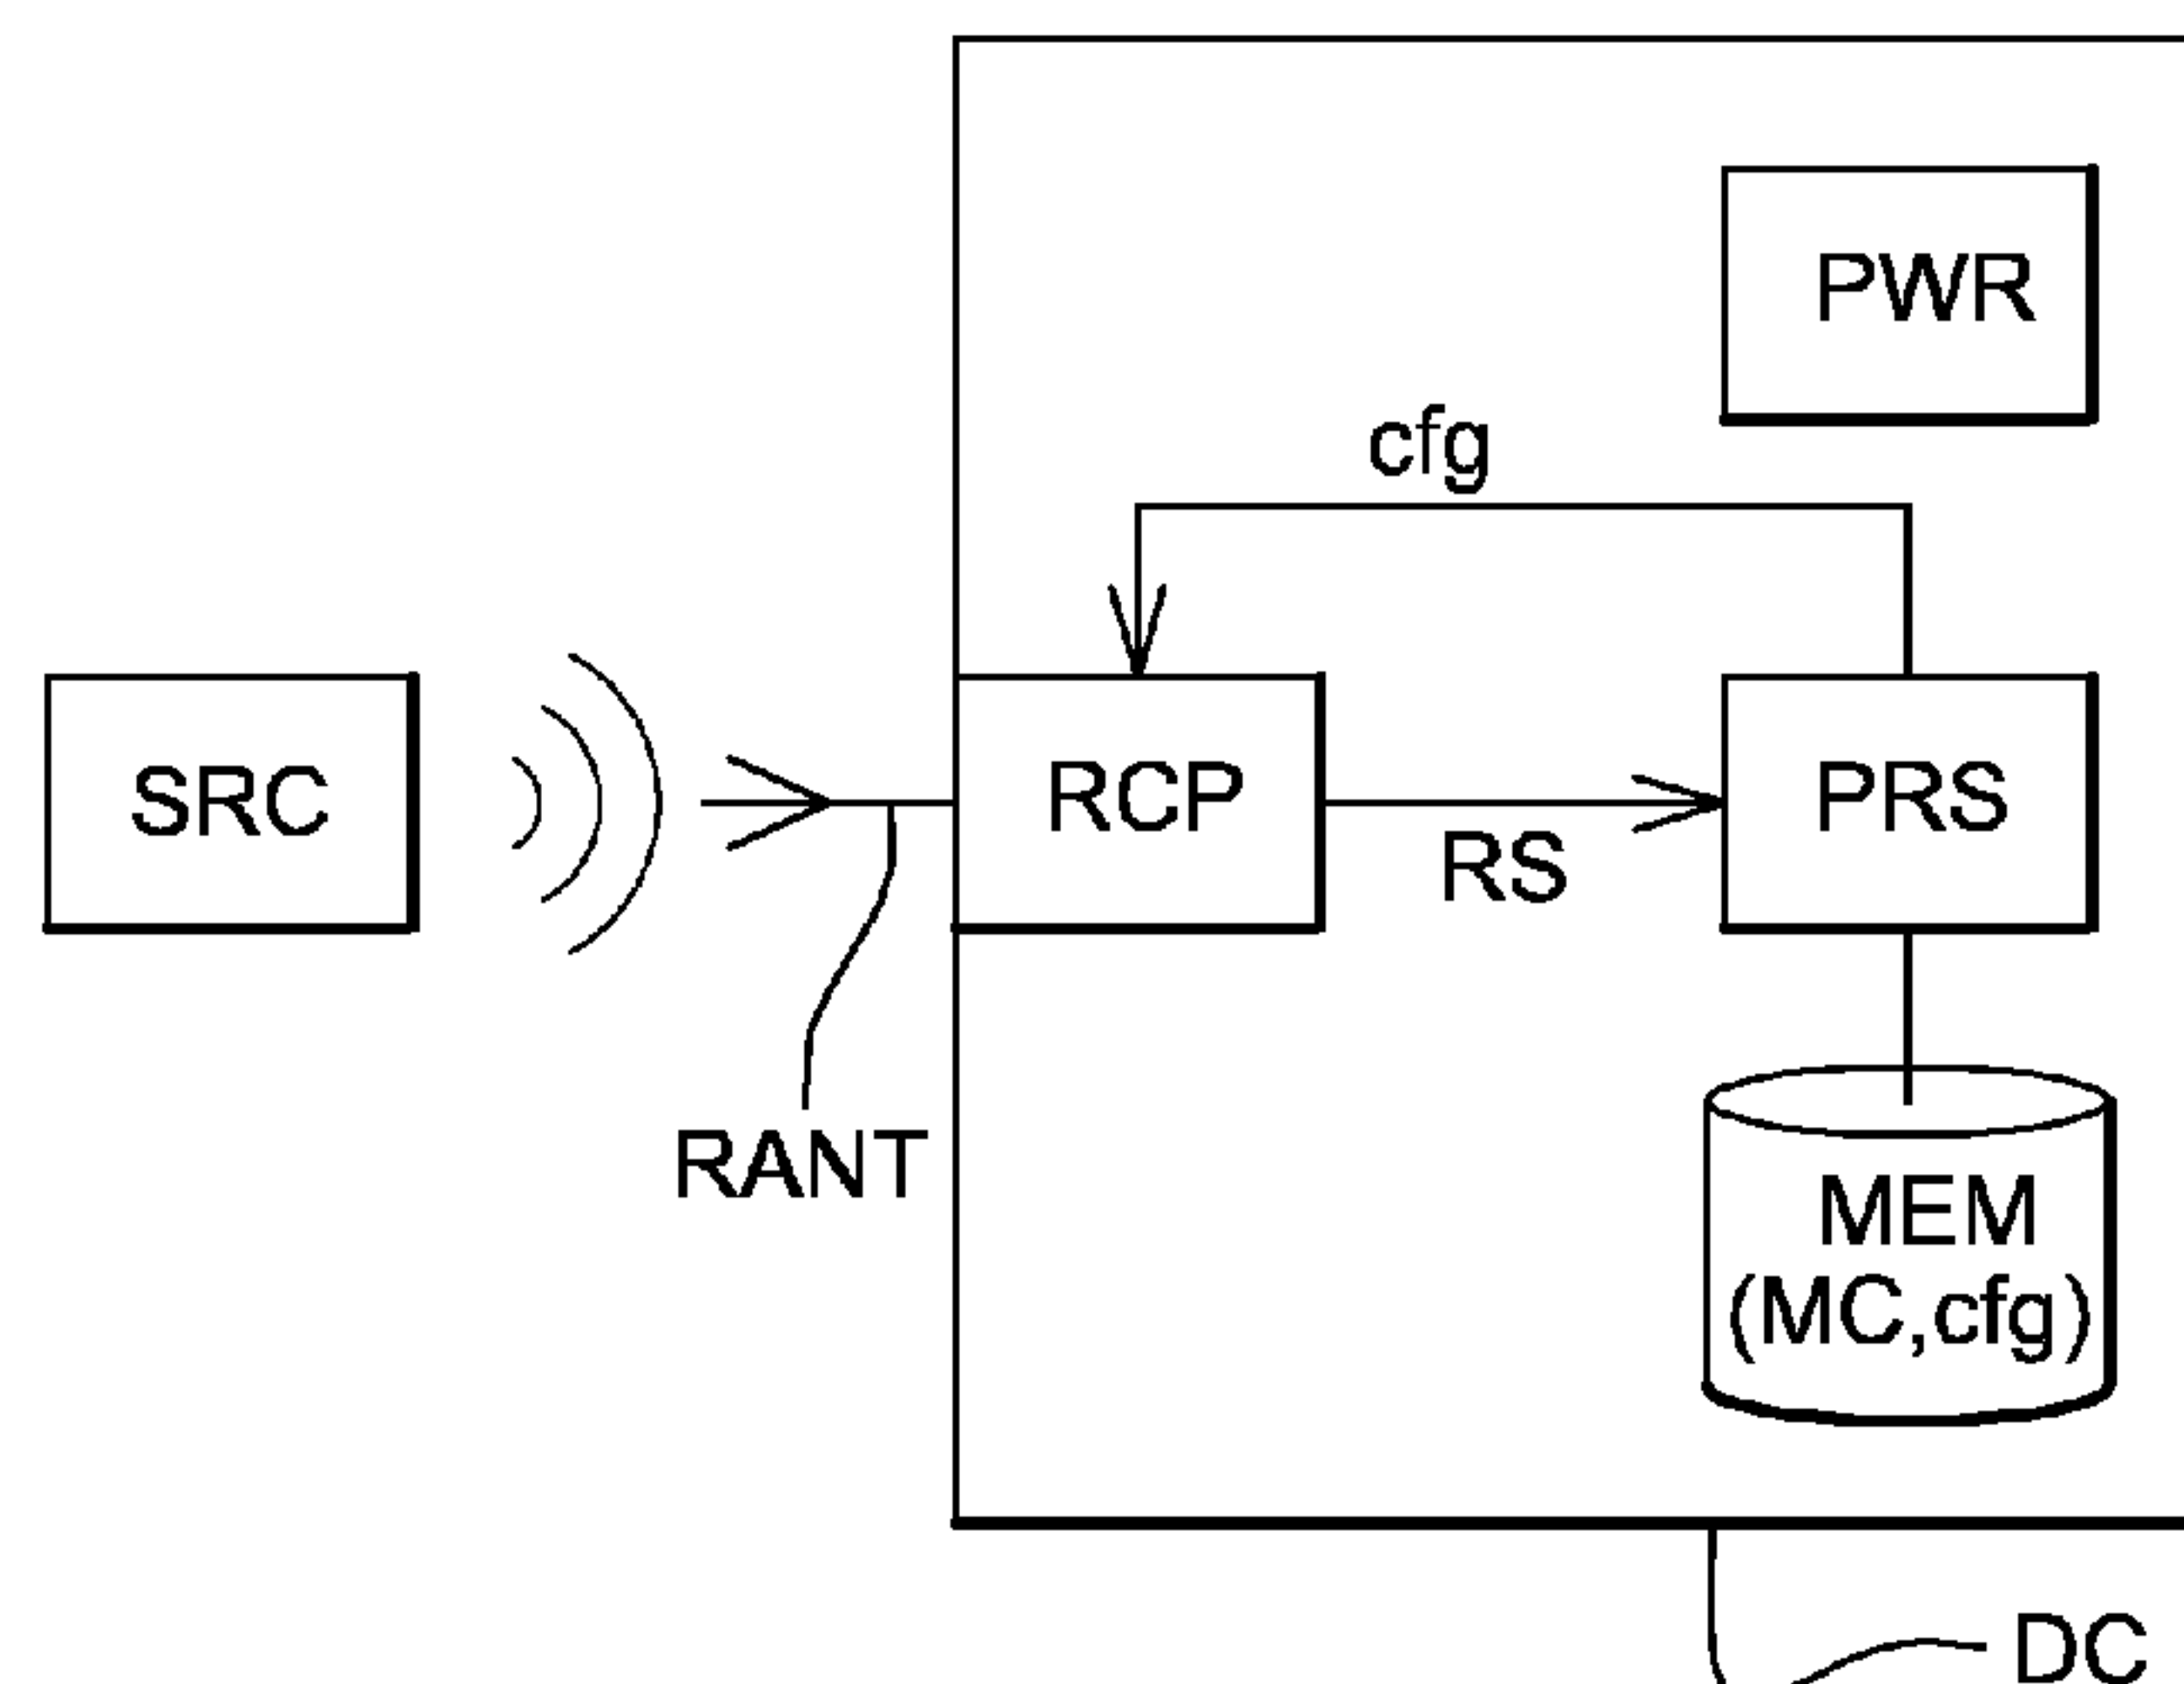 PWR
cfg
SRC
RCP
PRS
RS
RANT
MEM
(MC,cfg)
DC